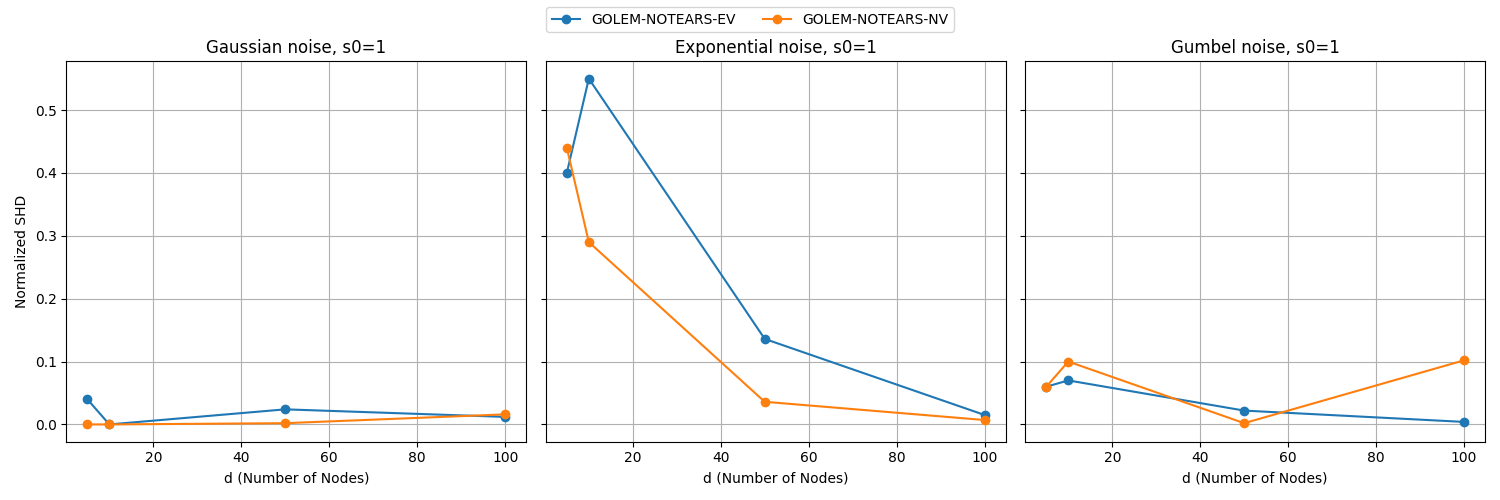 GOLEM-NOTEARS-EV GOLEM-NOTEARS-NV
Gaussian noise, s0=1 Exponential noise, s0=1 Gumbel noise, s0=1
Normalized SHD
0.5
0.4
0.3
0.2
0.1
0.0
20 40 60 80 100 20 40 60 80 100 20 40 60 80 100
d (Number of Nodes) d (Number of Nodes) d (Number of Nodes)